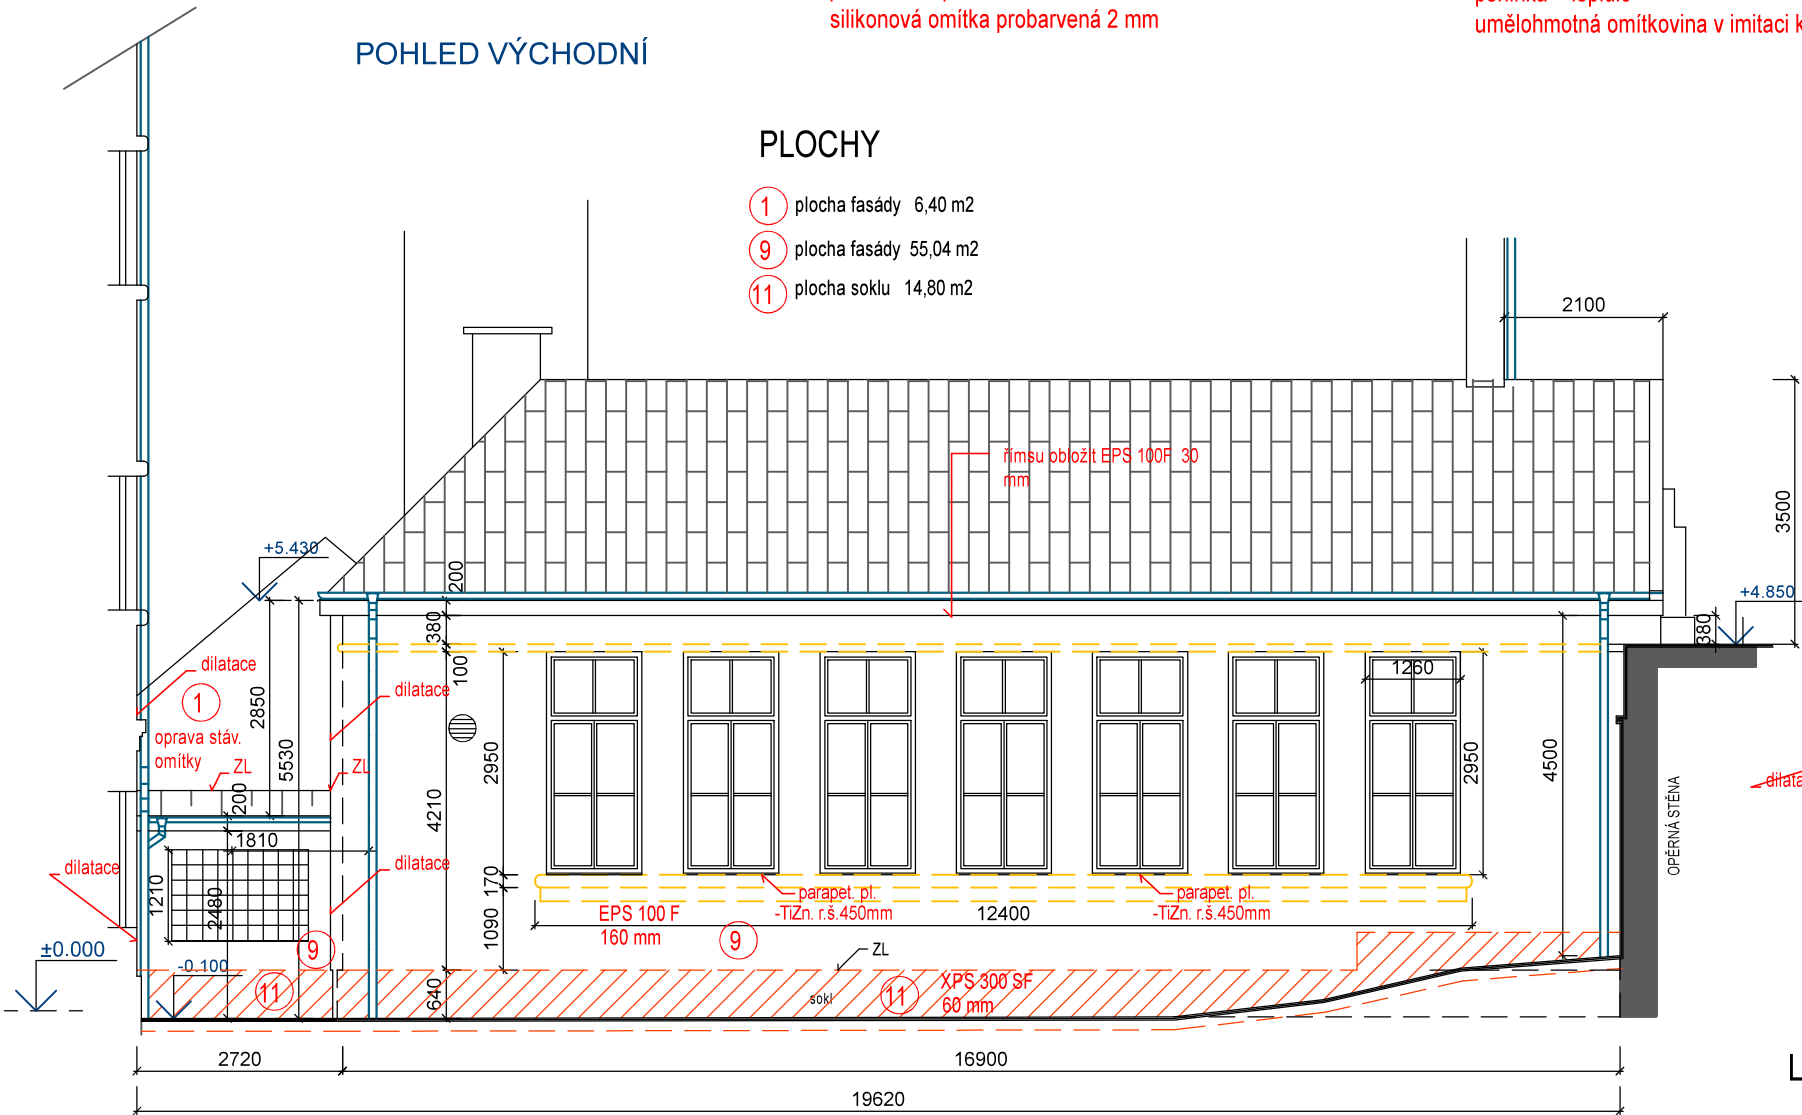 silikonová omítka probarvená 2 mm
umělohmotná omítkovina v imitaci k
POHLED VÝCHODNÍ
PLOCHY
1 plocha fasády 6,40 m2
9 plocha fasády 55,04 m2
11 plocha soklu 14,80 m2
2100
římsu obložit EPS 100F 30
mm
3500
+5.430
200
+4.850
380
380
dilatace
1
100
dilatace
1260
2850
oprava stáv.
omítky
ZL
ZL
5530
2950
2950
4500
4210
200
1810
OPĚRNÁ STĚNA
dilata
dilatace
dilatace
1210
2480
170
parapet. pl.
-TiZn. r.š.450mm
parapet. pl.
-TiZn. r.š.450mm
EPS 100 F
160 mm
12400
1090
9
9
ZL
±0.000
-0.100
11
640
sokl
11
XPS 300 SF
60 mm
2720
16900
L
19620